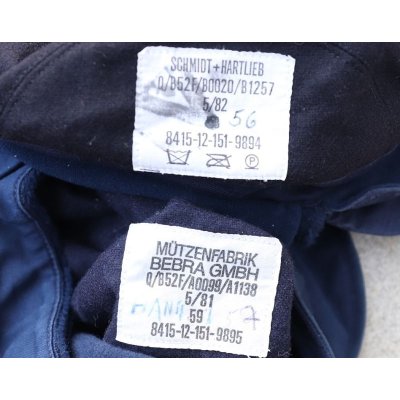 SCHMIDT+HARTLIEB
Q/B52F/B0020/B1257
5/82
56
8415-12-151-9894
P
MÜTZENFABRIK
BEBRA GMBH
Q/B52F/A0099/A1138
5/81
59
57
8415-12-151-9895